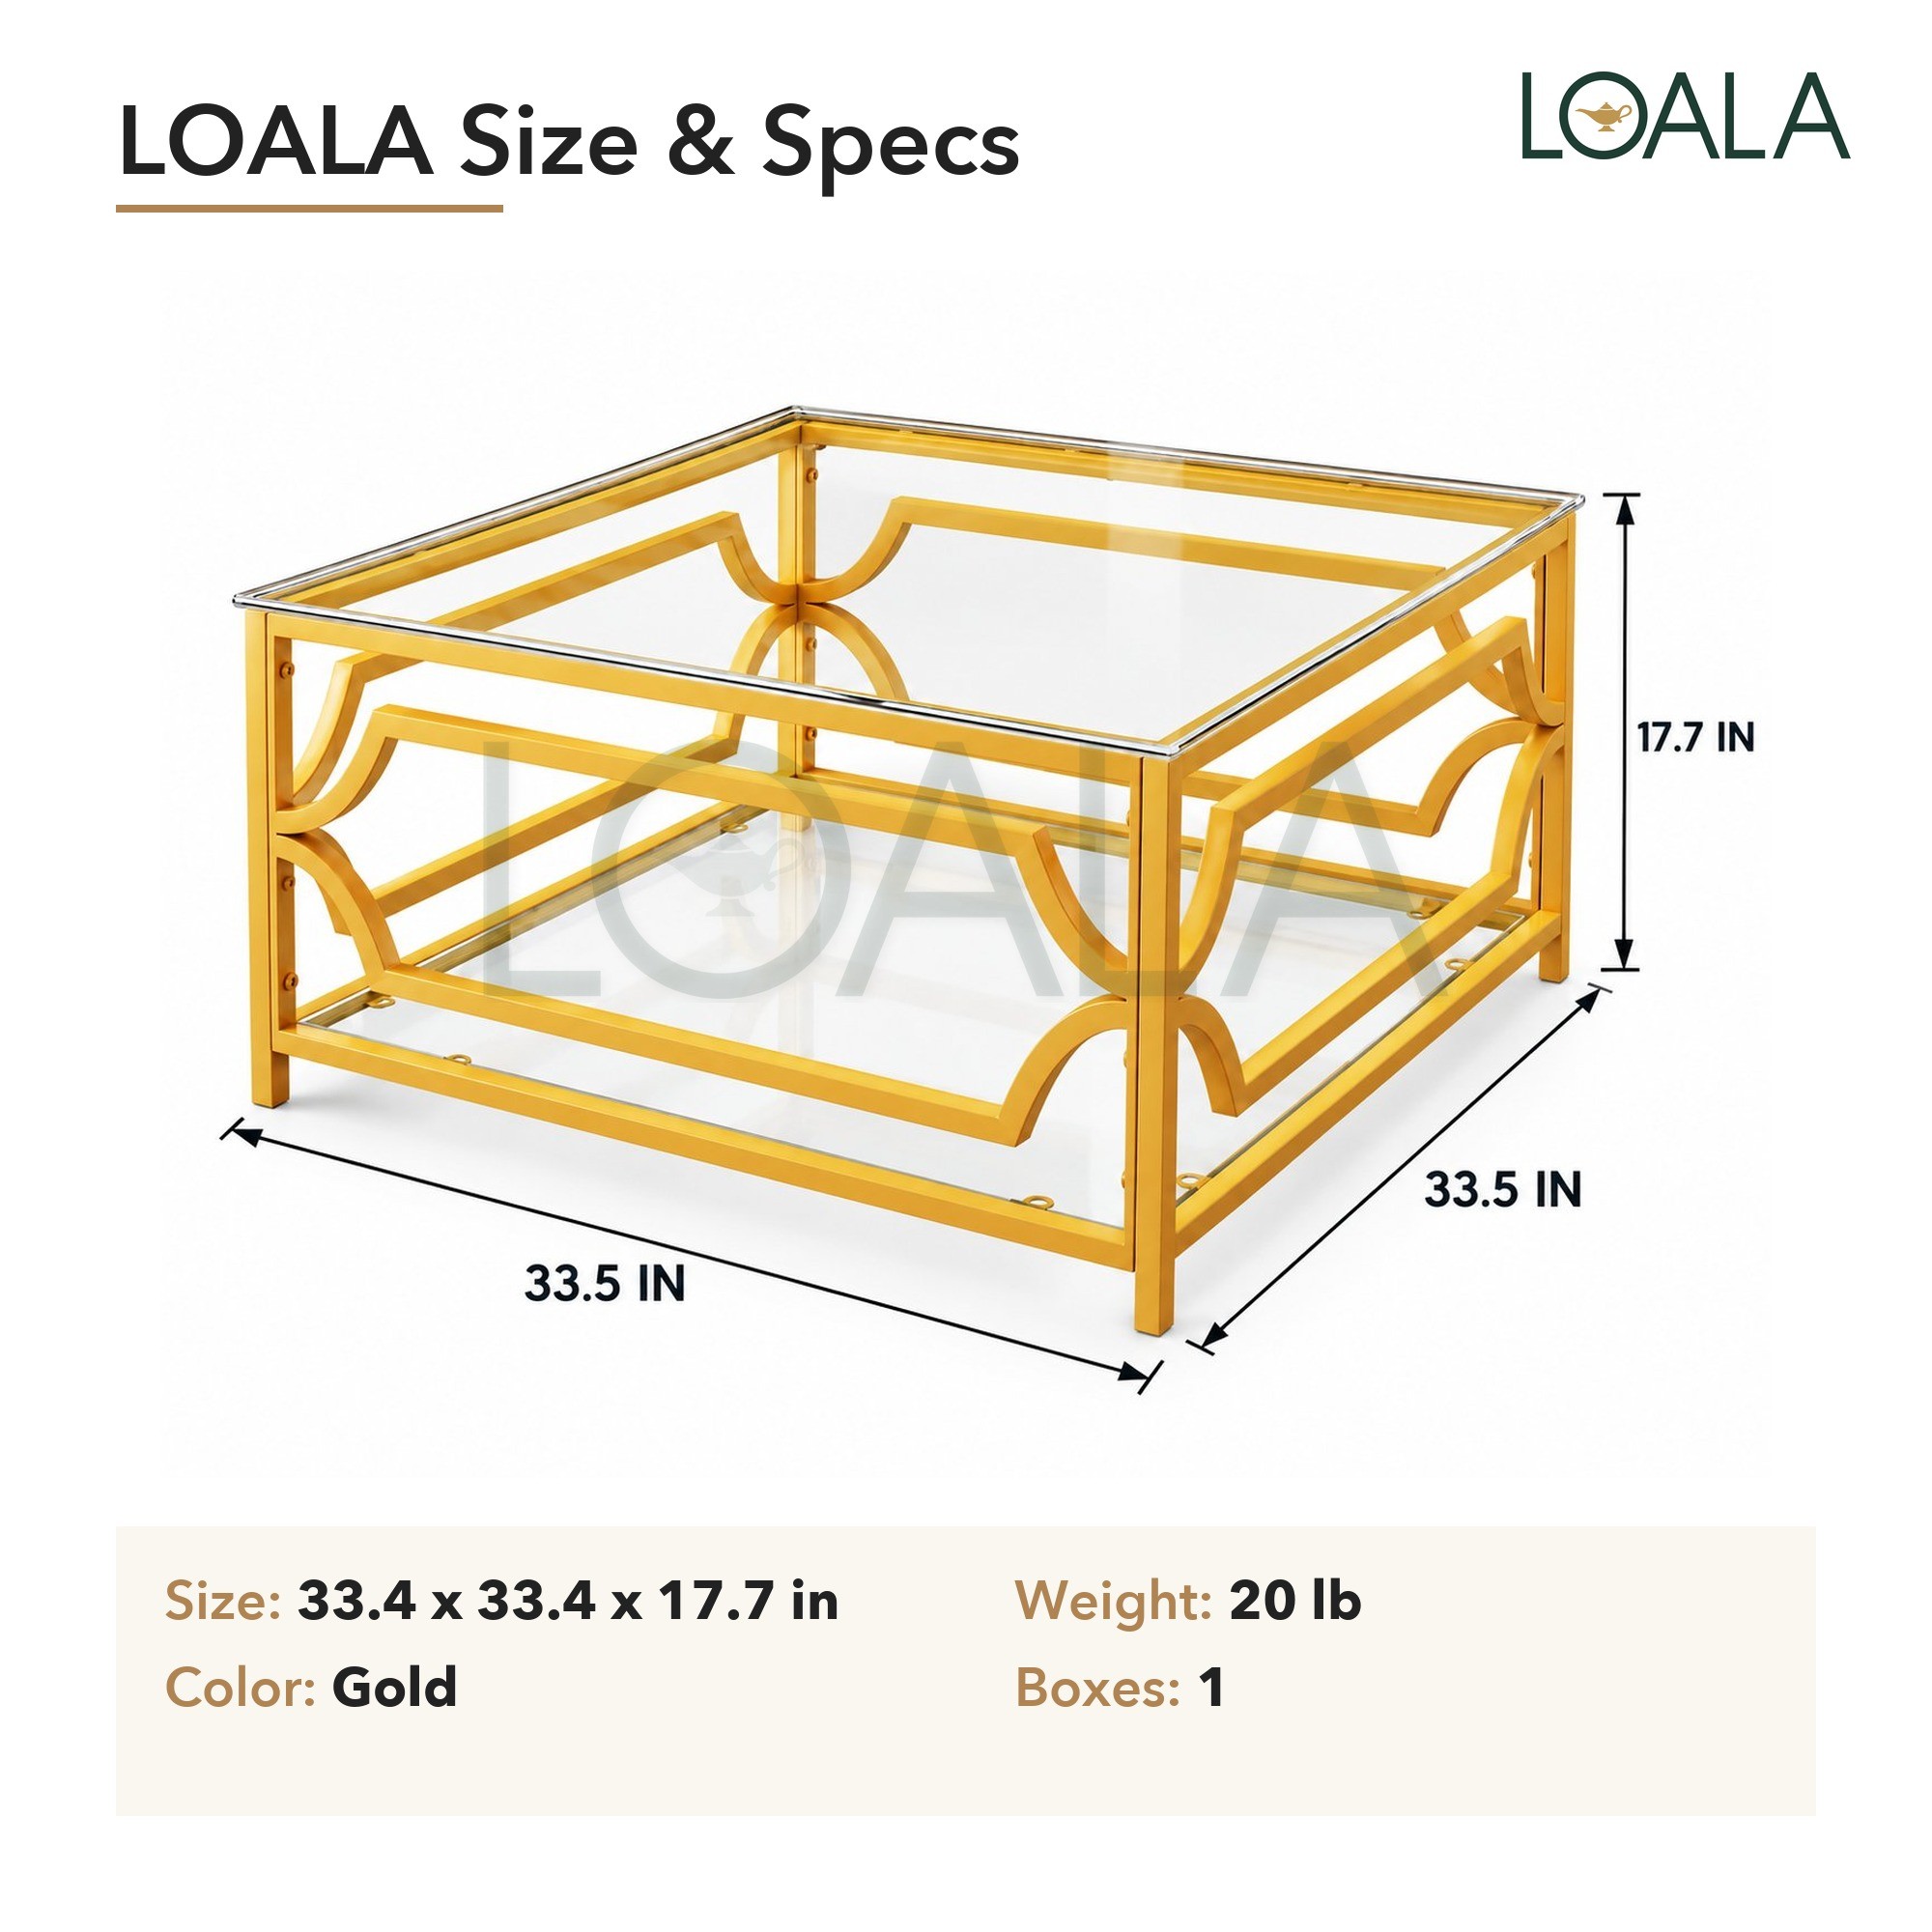 LOALA Size & Specs
LOALA
17.7 IN
LOALA
33.5 IN
33.5 IN
Size: 33.4 x 33.4 x 17.7 in
Weight: 20 lb
Color: Gold
Boxes: 1